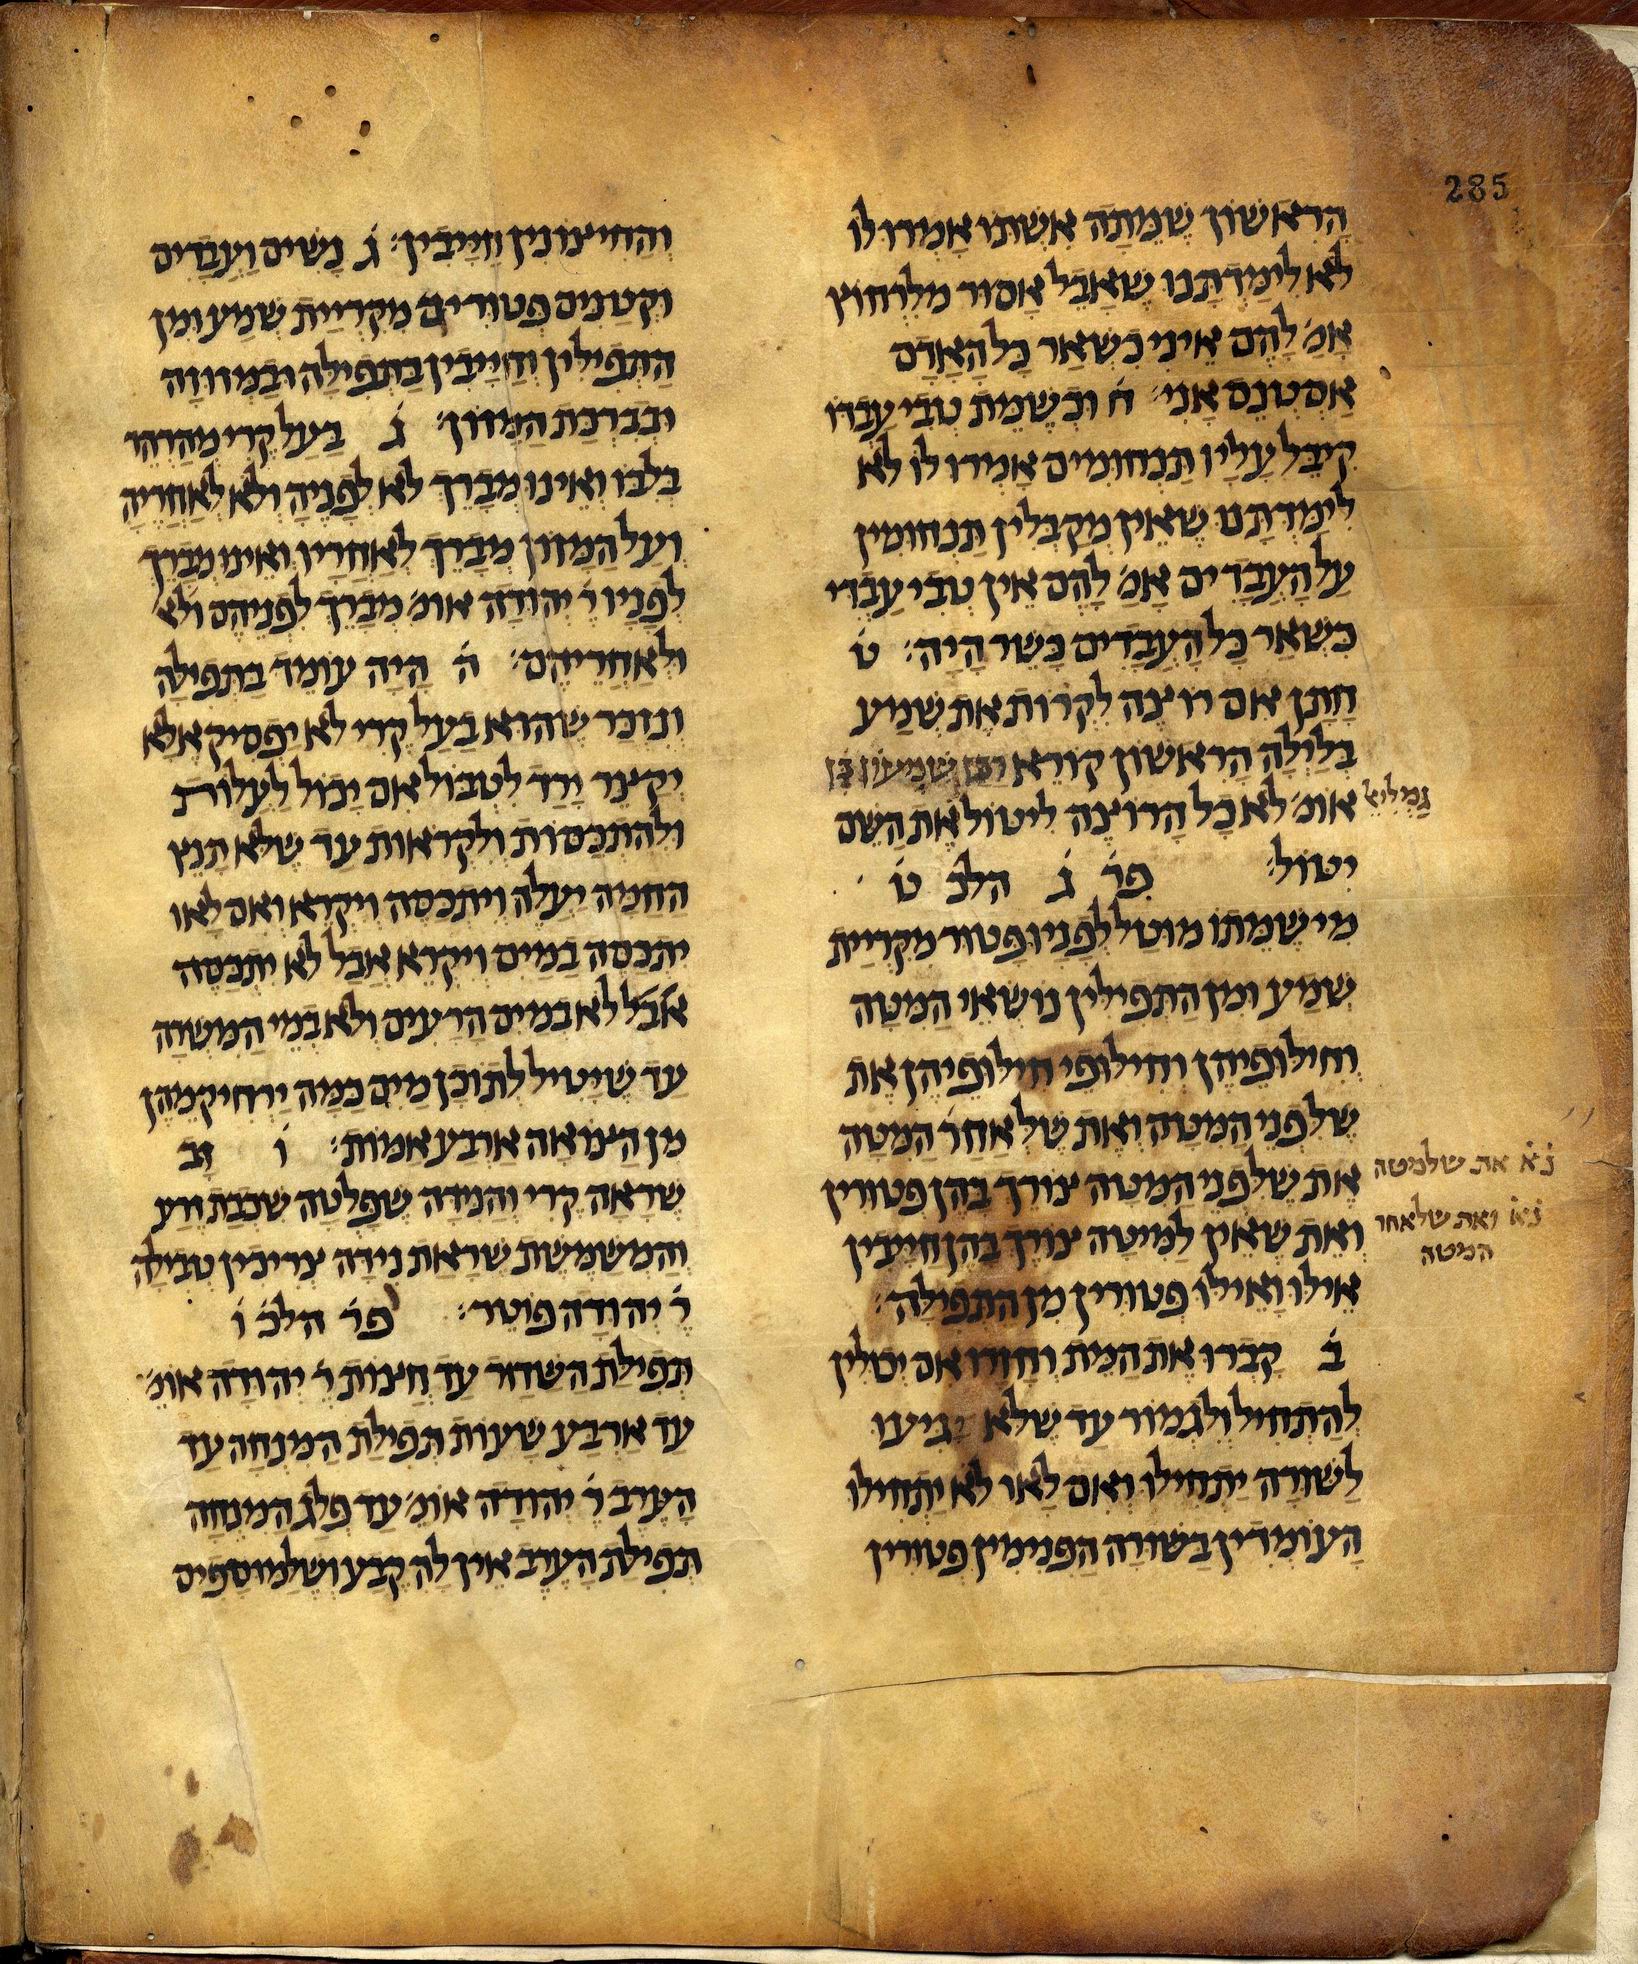 285
הראשון שמתה אשתו אמרו לו
לא לימדתנו שאבל אסור מלרחוץ
אמ' להם איני כשאר כל האדם
אסטנס אני: ח וכשמת טבי עבדו
קיבל עליו תנחומים אמרו לו לא
לימדתנו שאין מקבלין תנחומין
על העבדים אמ' להם אין טבי עבדי
כשאר כל העבדים כשר היה: ט
חתן אם רוצה לקרות את שמע
בלילה הראשון קורא רבן שמעון בן
גמליאל
אומ' לא כל הרוצה ליטול את השם
יטול: פר' ג הלכ' ט
מי שמתו מוטל לפניו פטור מקריית
שמע ומן התפילין נושאי המטה
וחילופיהן וחילופי חילופיהן את
שלפני המטה ואת שלאחר המטה
את שלפני המטה צורך בהן פטורין
נ'א' את שלמטה
ואת שאין למיטה צורך בהן חייבין
נ'א' ואת שלאחר
המטה
אילו ואילו פטורין מן התפילה:
ב קברו את המית וחזרו אם יכולין
להתחיל ולגמור עד שלא יגיעו
לשורה יתחילו ואם לאו לא יתחילו
העומדין בשורה הפנימין פטורין
והחיצונין חייבין: ג נשים ועבדים
וקטנים פטורים מקריית שמע ומן
התפילין וחייבין בתפילה ובמזוזה
ובברכת המזון: ג בעל קרי מהרהר
בלבו ואינו מברך לא לפניה ולא לאחריה
ועל המזון מברך לאחריו ואינו מברך
לפניו ר' יהודה אומ' מברך לפניהם ולא
ולאחריהם: ה היה עומד בתפילה
ונזכר שהוא בעל קרי לא יפסיק אלא
יקצר ירד לטבול אם יכול לעלות
ולהתכסות ולקראות עד שלא תנץ
החמה יעלה ויתכסה ויקרא ואם לאו
יתכסה במים ויקרא אבל לא יתכסה
אבל לא במים הרעים ולא במי המשרה
עד שיטיל לתוכן מים כמה ירחיק מהן
מן הצואה ארבע אמות: ו זב
שראה קרי והנדה שפלטה שכבת זרע
והמשמשת שראת נידה צריכין טבילה
ר' יהודה פוטר: פר' הלכ' ו
תפילת השחר עד חצות ר' יהודה אומ'
עד ארבע שעות תפילת המנחה עד
הערב ר' יהודה אומ' עד פלג המנחה
תפילת הערב אין לה קבע ושלמוספים